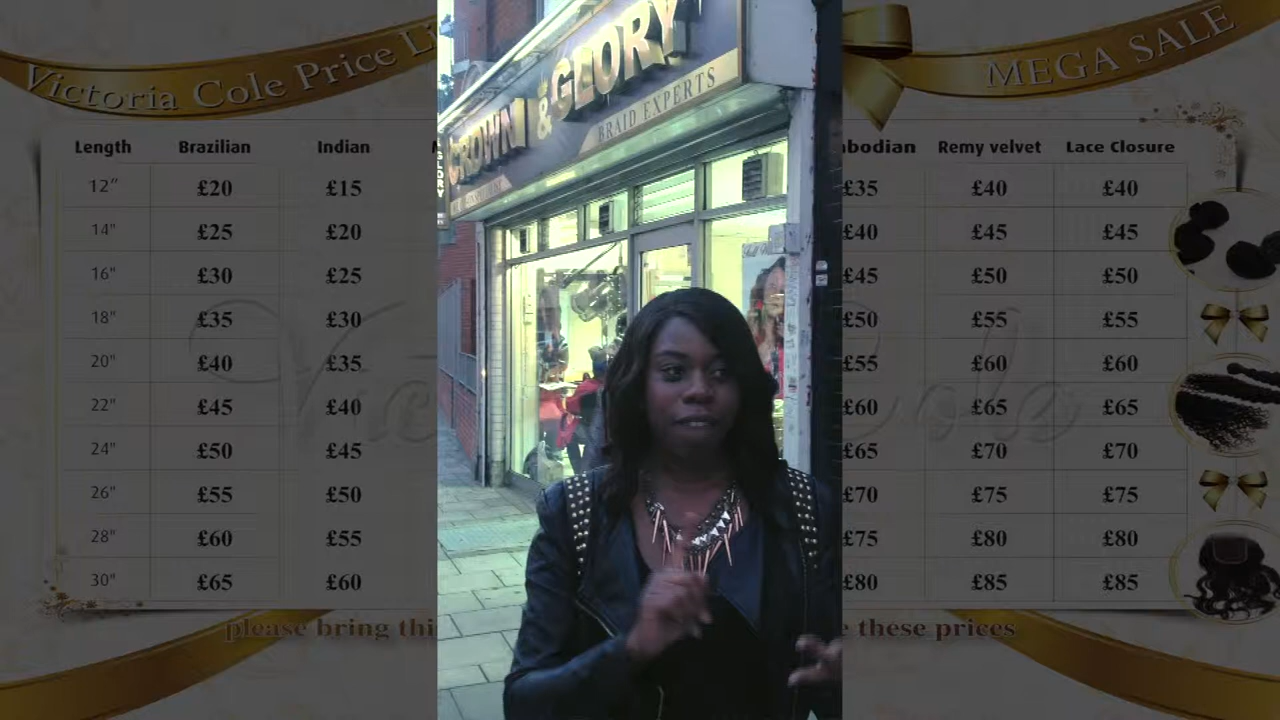 Victoria Cole Price Li
MEGA SALE
CROWN
& GLORY
BRAID EXPERTS
Length Brazilian Indian
12" £20 £15
14" £25 £20
16" £30 £25
18" £35 £30
20" £40 £35
22" £45 £40
24" £50 £45
26" £55 £50
28" £60 £55
30" £65 £60
bodian Remy velvet Lace Closure
£35 £40 £40
£40 £45 £45
£45 £50 £50
£50 £55 £55
£55 £60 £60
£60 £65 £65
£65 £70 £70
£70 £75 £75
£75 £80 £80
£80 £85 £85
Vic
Cole
please bring thi
these prices